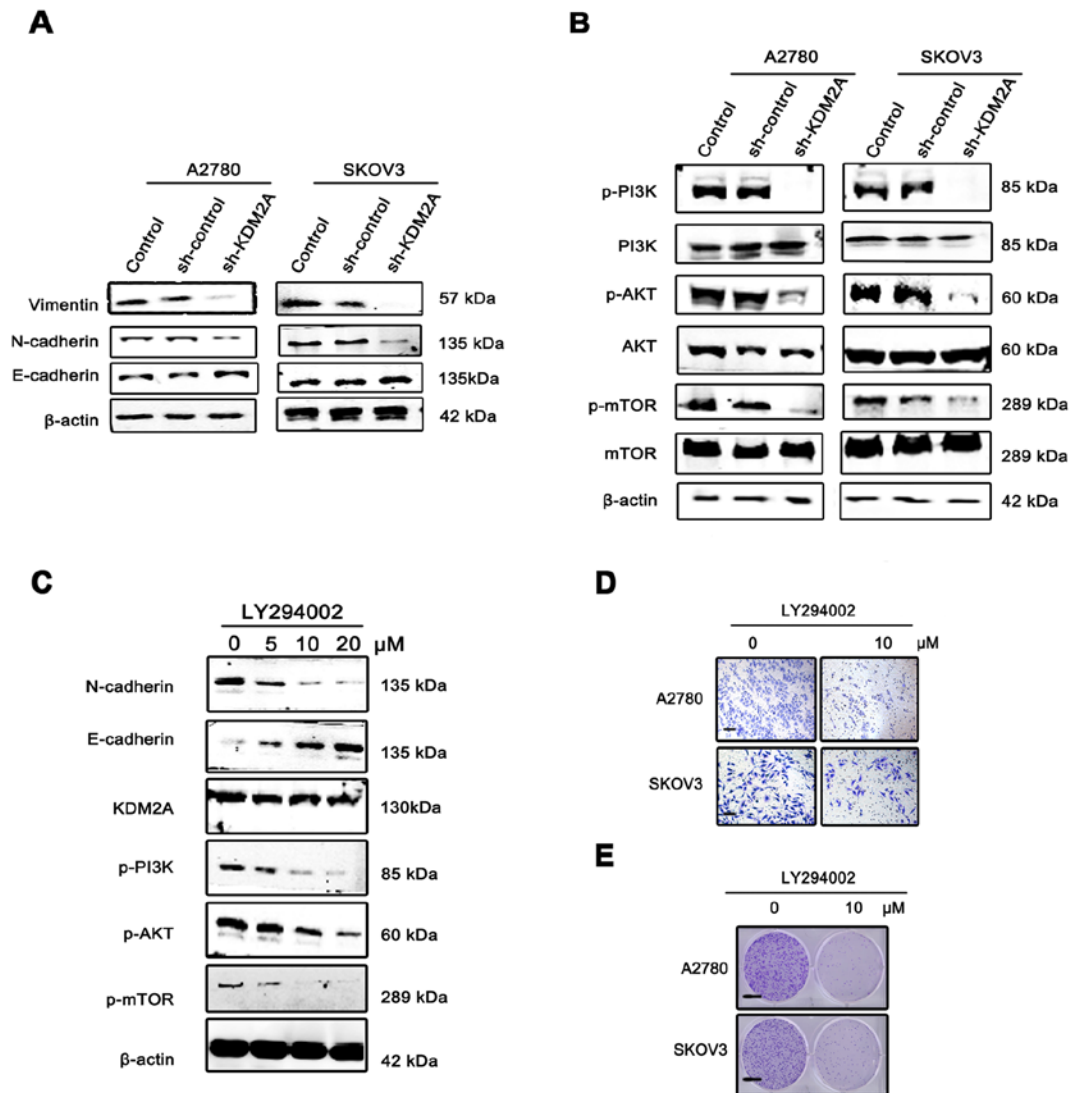 A
A2780 SKOV3
Control sh-control sh-KDM2A Control sh-control sh-KDM2A
Vimentin 57 kDa
N-cadherin 135 kDa
E-cadherin 135kDa
β-actin 42 kDa
B
A2780 SKOV3
Control sh-control sh-KDM2A Control sh-control sh-KDM2A
p-PI3K 85 kDa
PI3K 85 kDa
p-AKT 60 kDa
AKT 60 kDa
p-mTOR 289 kDa
mTOR 289 kDa
β-actin 42 kDa
C
LY294002
0 5 10 20 μM
N-cadherin 135 kDa
E-cadherin 135 kDa
KDM2A 130kDa
p-PI3K 85 kDa
p-AKT 60 kDa
p-mTOR 289 kDa
β-actin 42 kDa
D
LY294002
0 10 μM
A2780
SKOV3
E
LY294002
0 10 μM
A2780
SKOV3